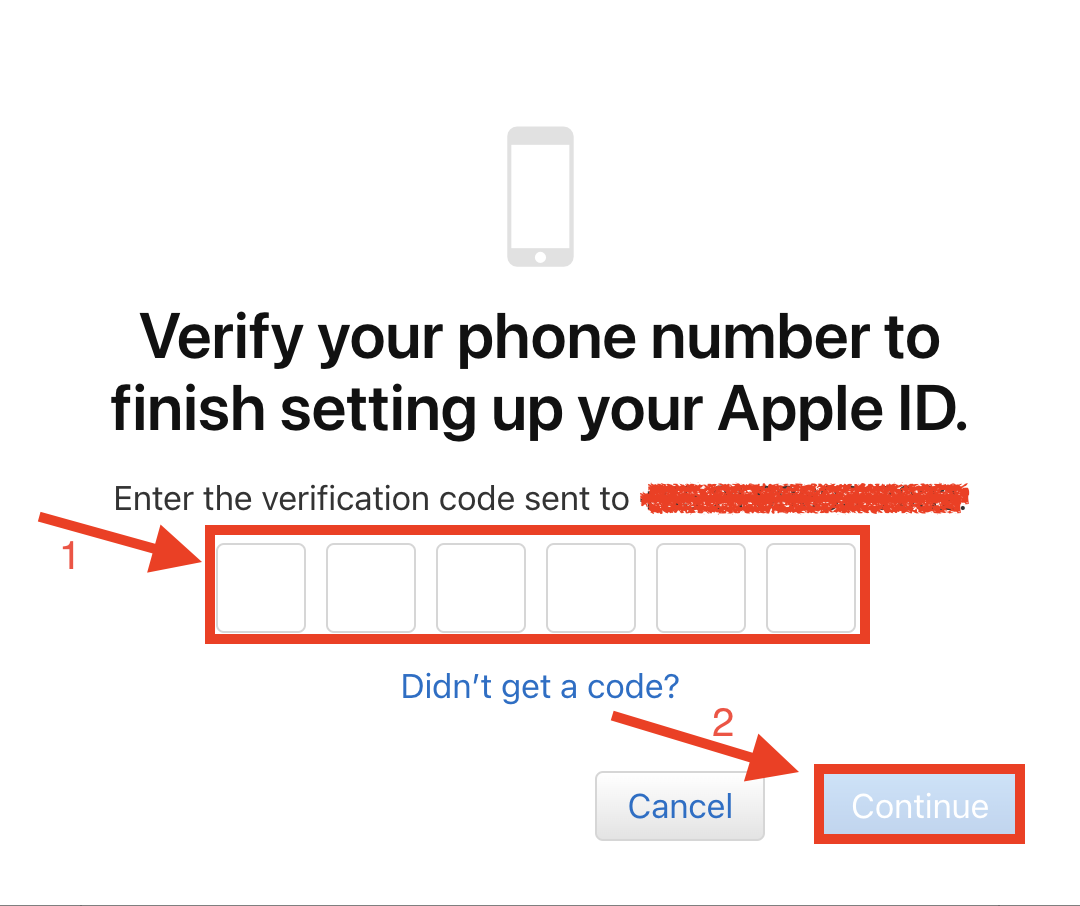 Verify your phone number to
finish setting up your Apple ID.
Enter the verification code sent to
1
Didn't get a code?
2
Cancel
Continue